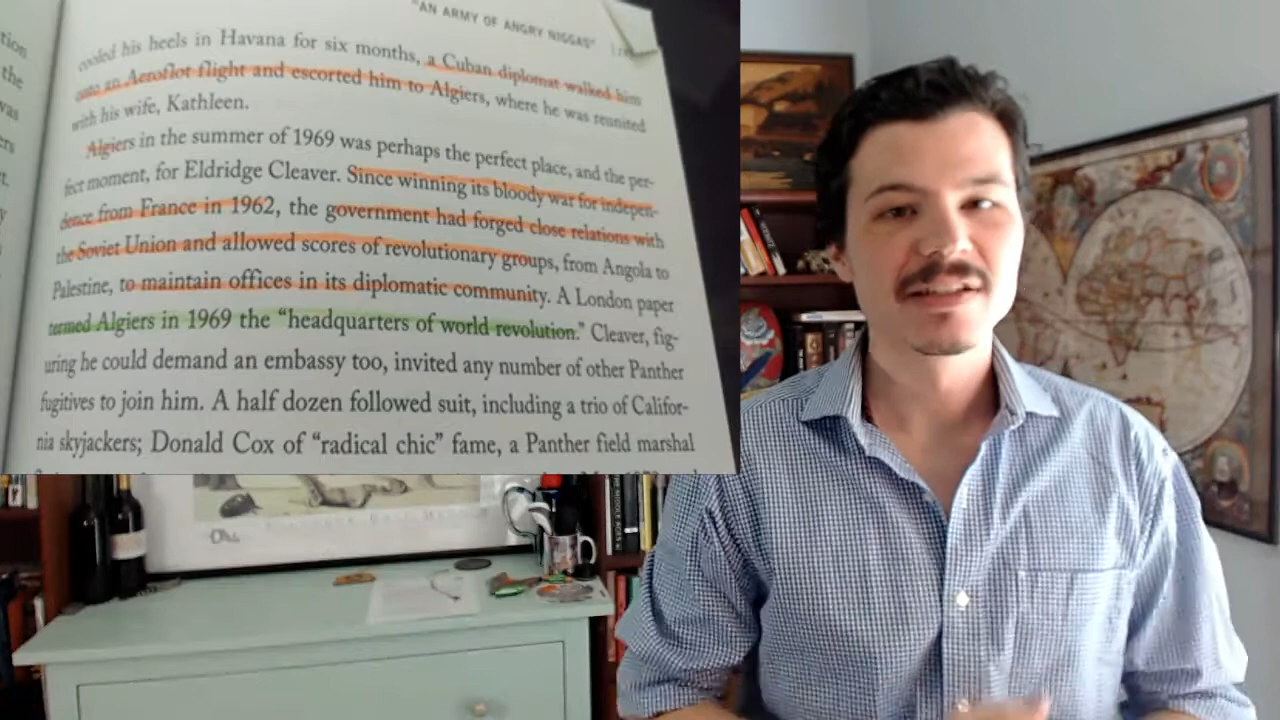 "AN ARMY OF ANGRY NIGGAS"
cooled his heels in Havana for six months, a Cuban diplomat walked him
onto an Aeroflot flight and escorted him to Algiers, where he was reunited
with his wife, Kathleen.
Algiers in the summer of 1969 was perhaps the perfect place, and the per-
fect moment, for Eldridge Cleaver. Since winning its bloody war for indepen-
dence from France in 1962, the government had forged close relations with
the Soviet Union and allowed scores of revolutionary groups, from Angola to
Palestine, to maintain offices in its diplomatic community. A London paper
termed Algiers in 1969 the "headquarters of world revolution." Cleaver, fig-
uring he could demand an embassy too, invited any number of other Panther
fugitives to join him. A half dozen followed suit, including a trio of Califor-
nia skyjackers; Donald Cox of "radical chic" fame, a Panther field marshal